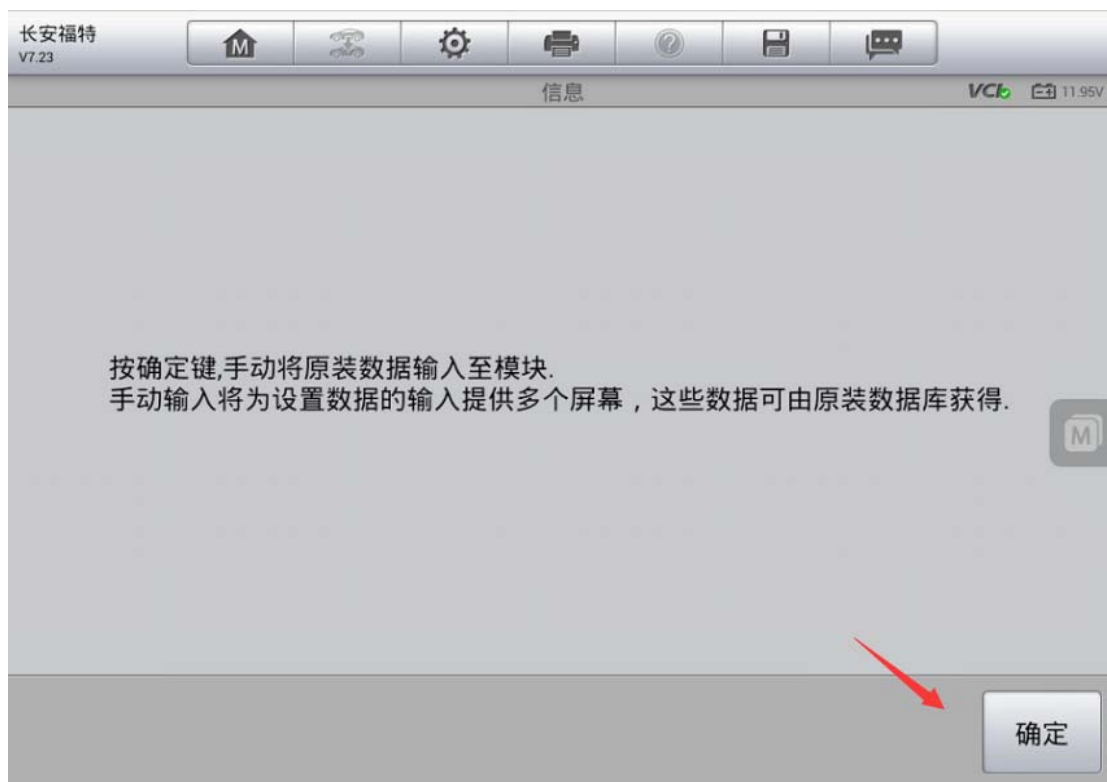 长安福特
V7.23
M
信息
VCI
11.95V
按确定键,手动将原装数据输入至模块.
手动输入将为设置数据的输入提供多个屏幕，这些数据可由原装数据库获得.
M
确定